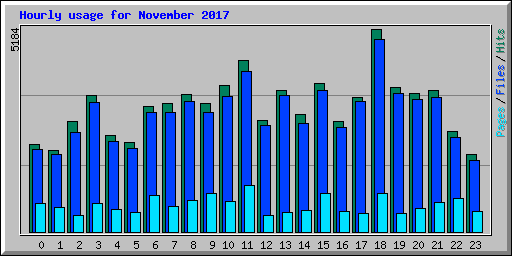 Hourly usage for November 2017
5184
Pages / Files / Hits
0 1 2 3 4 5 6 7 8 9 10 11 12 13 14 15 16 17 18 19 20 21 22 23